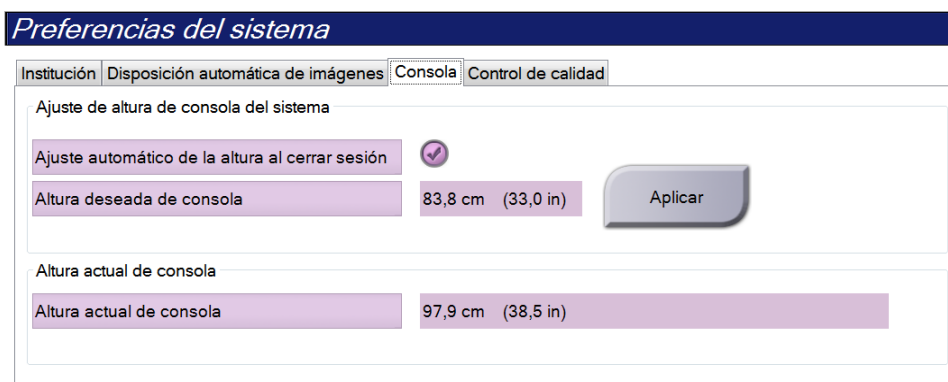 Preferencias del sistema
Institución Disposición automática de imágenes Consola Control de calidad
Ajuste de altura de consola del sistema
Ajuste automático de la altura al cerrar sesión
Altura deseada de consola 83,8 cm (33,0 in) Aplicar
Altura actual de consola
Altura actual de consola 97,9 cm (38,5 in)